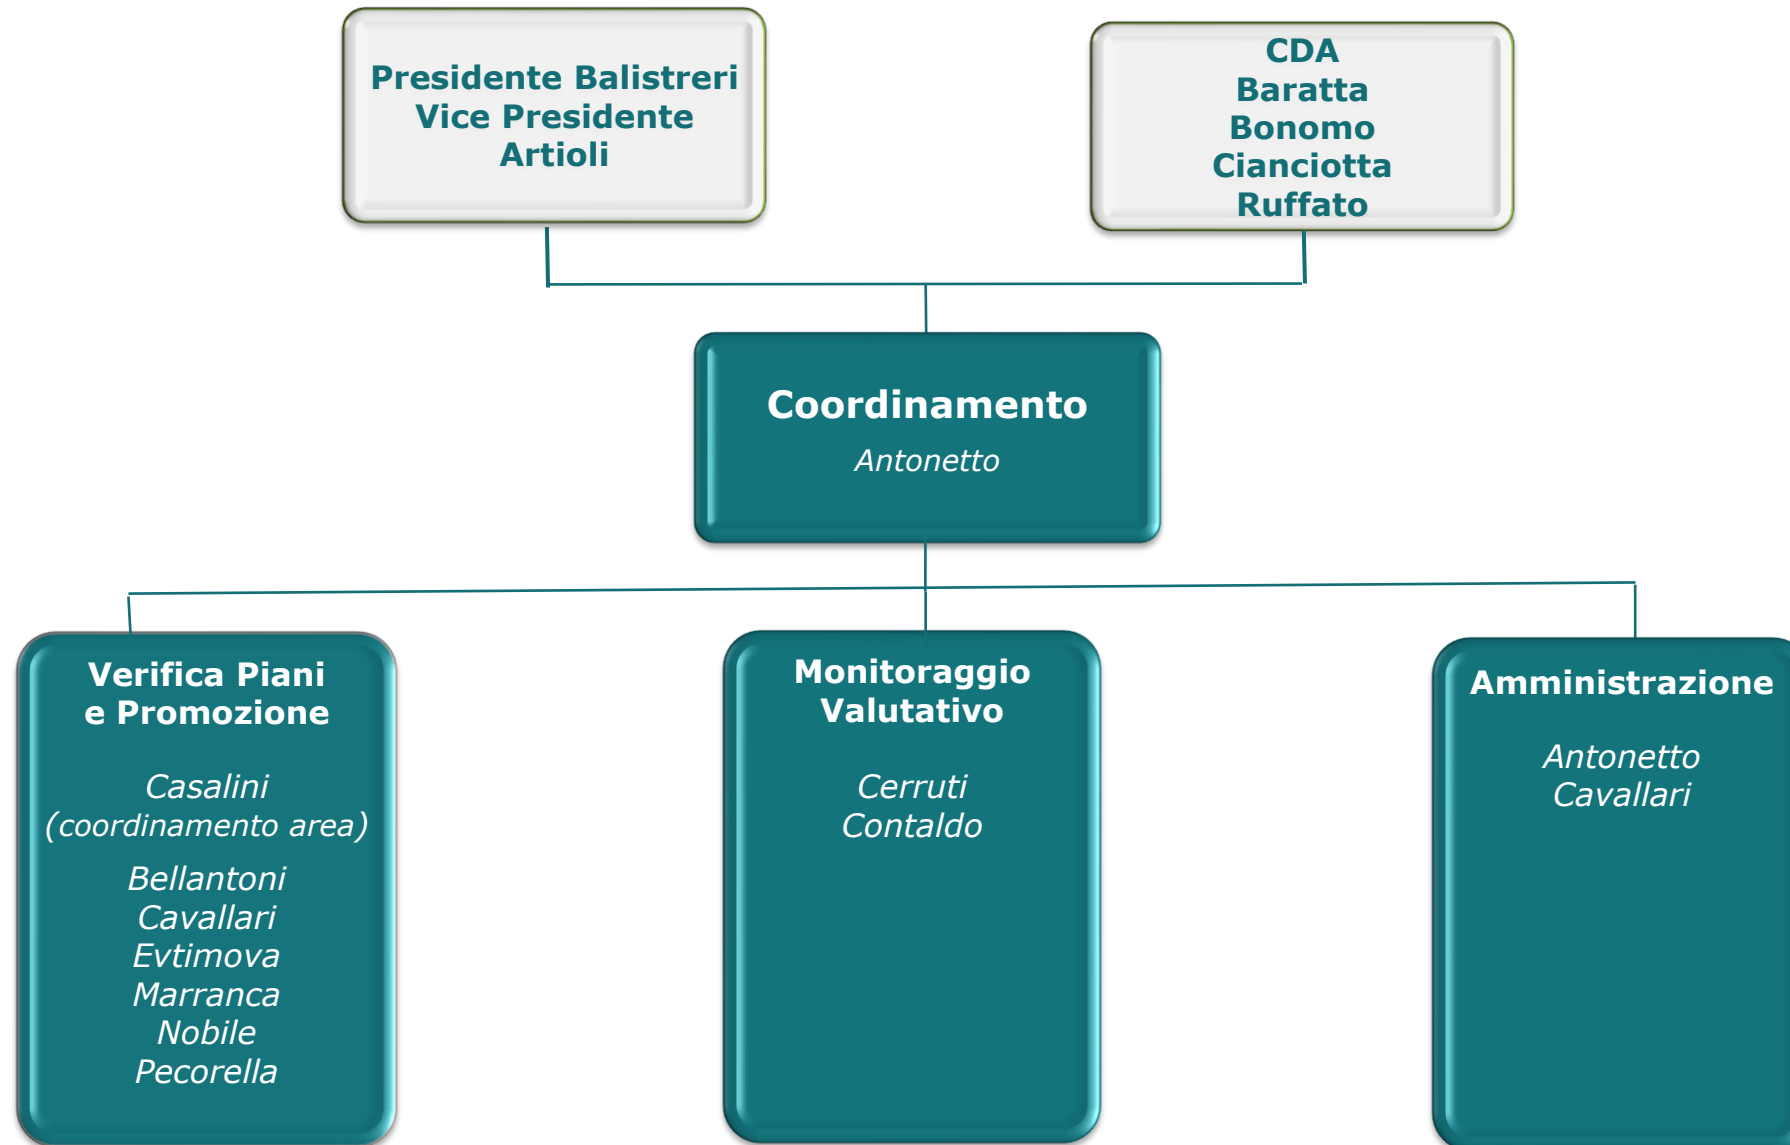 Presidente Balistreri
Vice Presidente
Artioli
CDA
Baratta
Bonomo
Cianciotta
Ruffato
Coordinamento
Antonetto
Verifica Piani
e Promozione
Casalini
(coordinamento area)
Bellantoni
Cavallari
Evtimova
Marranca
Nobile
Pecorella
Monitoraggio
Valutativo
Cerruti
Contaldo
Amministrazione
Antonetto
Cavallari